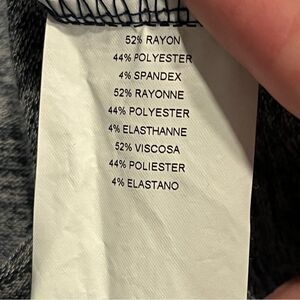 52% RAYON
44% POLYESTER
4% SPANDEX
52% RAYONNE
44% POLYESTER
4% ELASTHANNE
52% VISCOSA
44% POLIESTER
4% ELASTANO